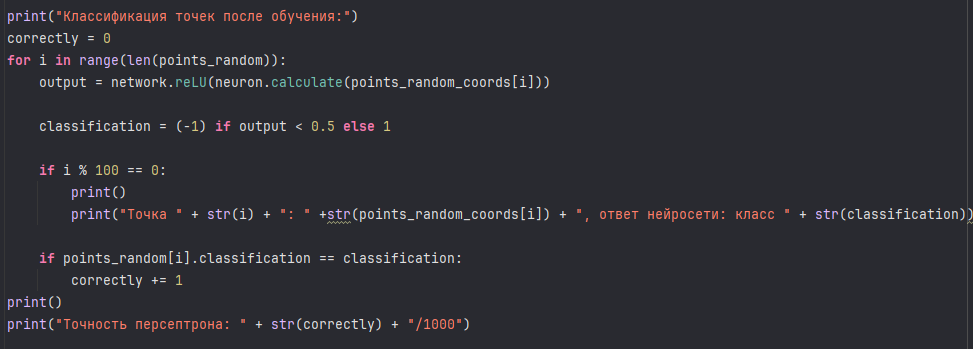 print("Классификация точек после обучения:")
correctly = 0
for i in range(len(points_random)):
    output = network.reLU(neuron.calculate(points_random_coords[i]))
    classification = (-1) if output < 0.5 else 1
    if i % 100 == 0:
        print()
        print("Точка " + str(i) + ": " +str(points_random_coords[i]) + ", ответ нейросети: класс " + str(classification))
    if points_random[i].classification == classification:
        correctly += 1
print()
print("Точность персептрона: " + str(correctly) + "/1000")